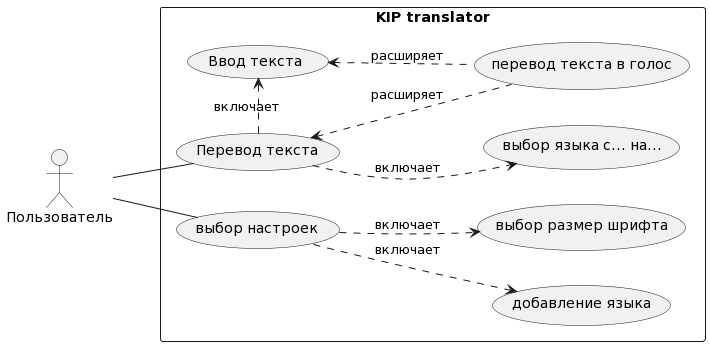 KIP translator
Ввод текста
расширяет
перевод текста в голос
включает
расширяет
Перевод текста
выбор языка с... на...
включает
Пользователь
выбор настроек
включает
выбор размер шрифта
включает
добавление языка